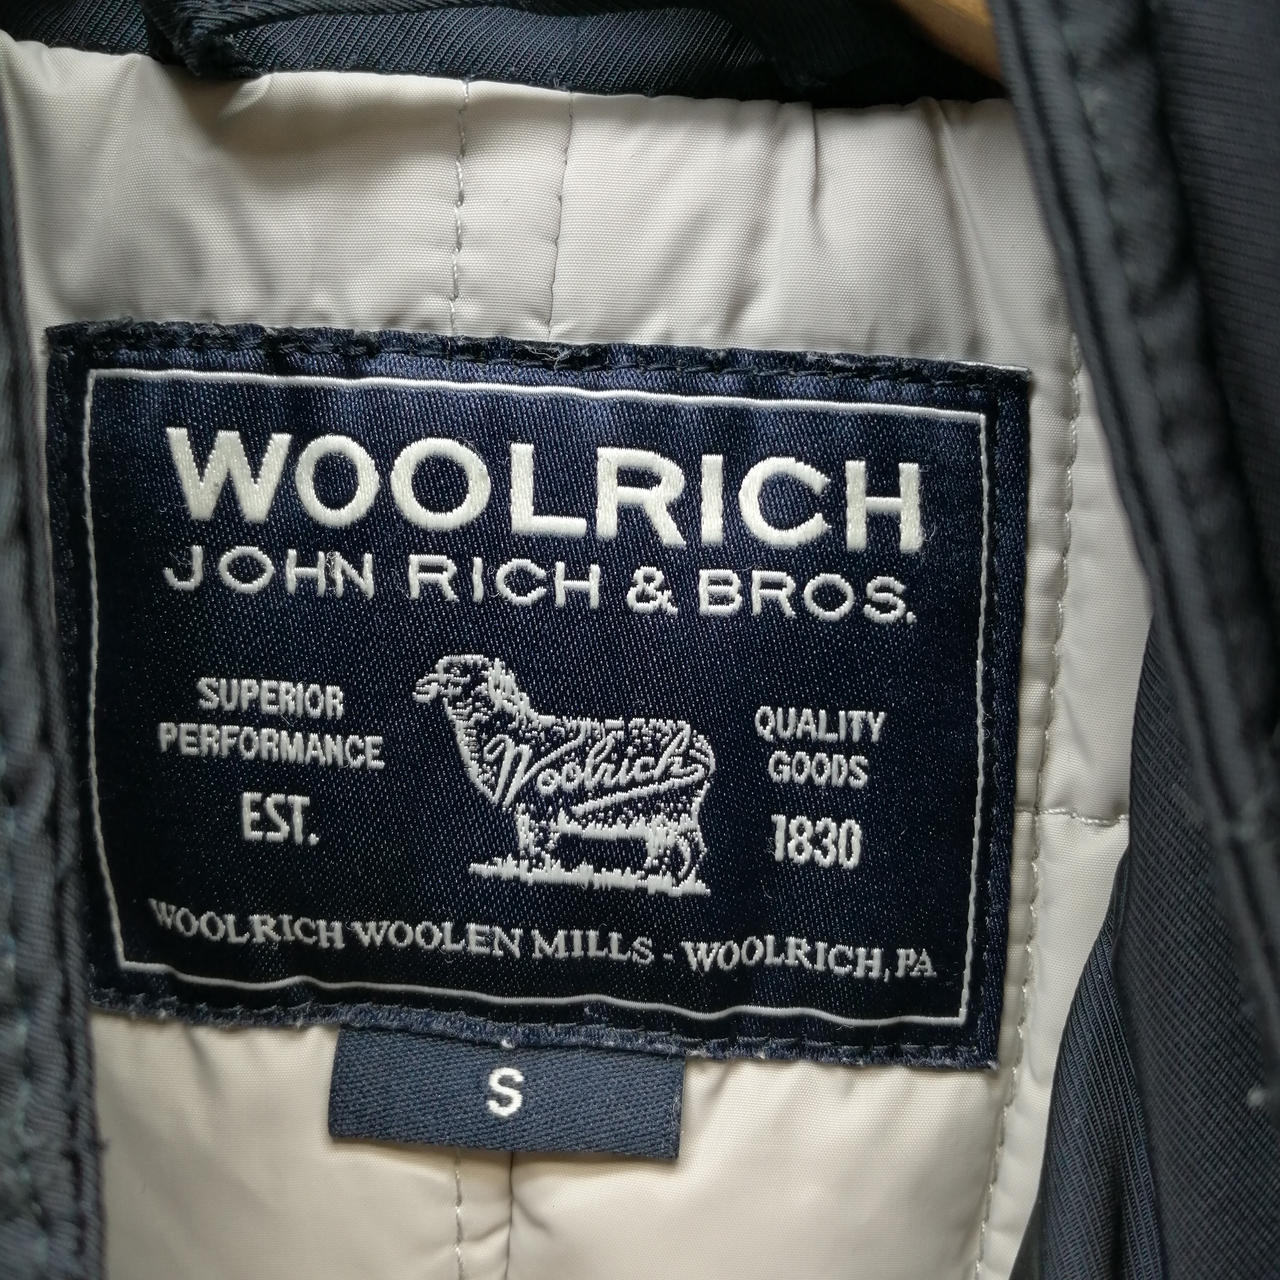 WOOLRICH
JOHN RICH & BROS.
SUPERIOR
PERFORMANCE
EST.
Woolrich
QUALITY
GOODS
1830
WOOLRICH WOOLEN MILLS - WOOLRICH, PA
S